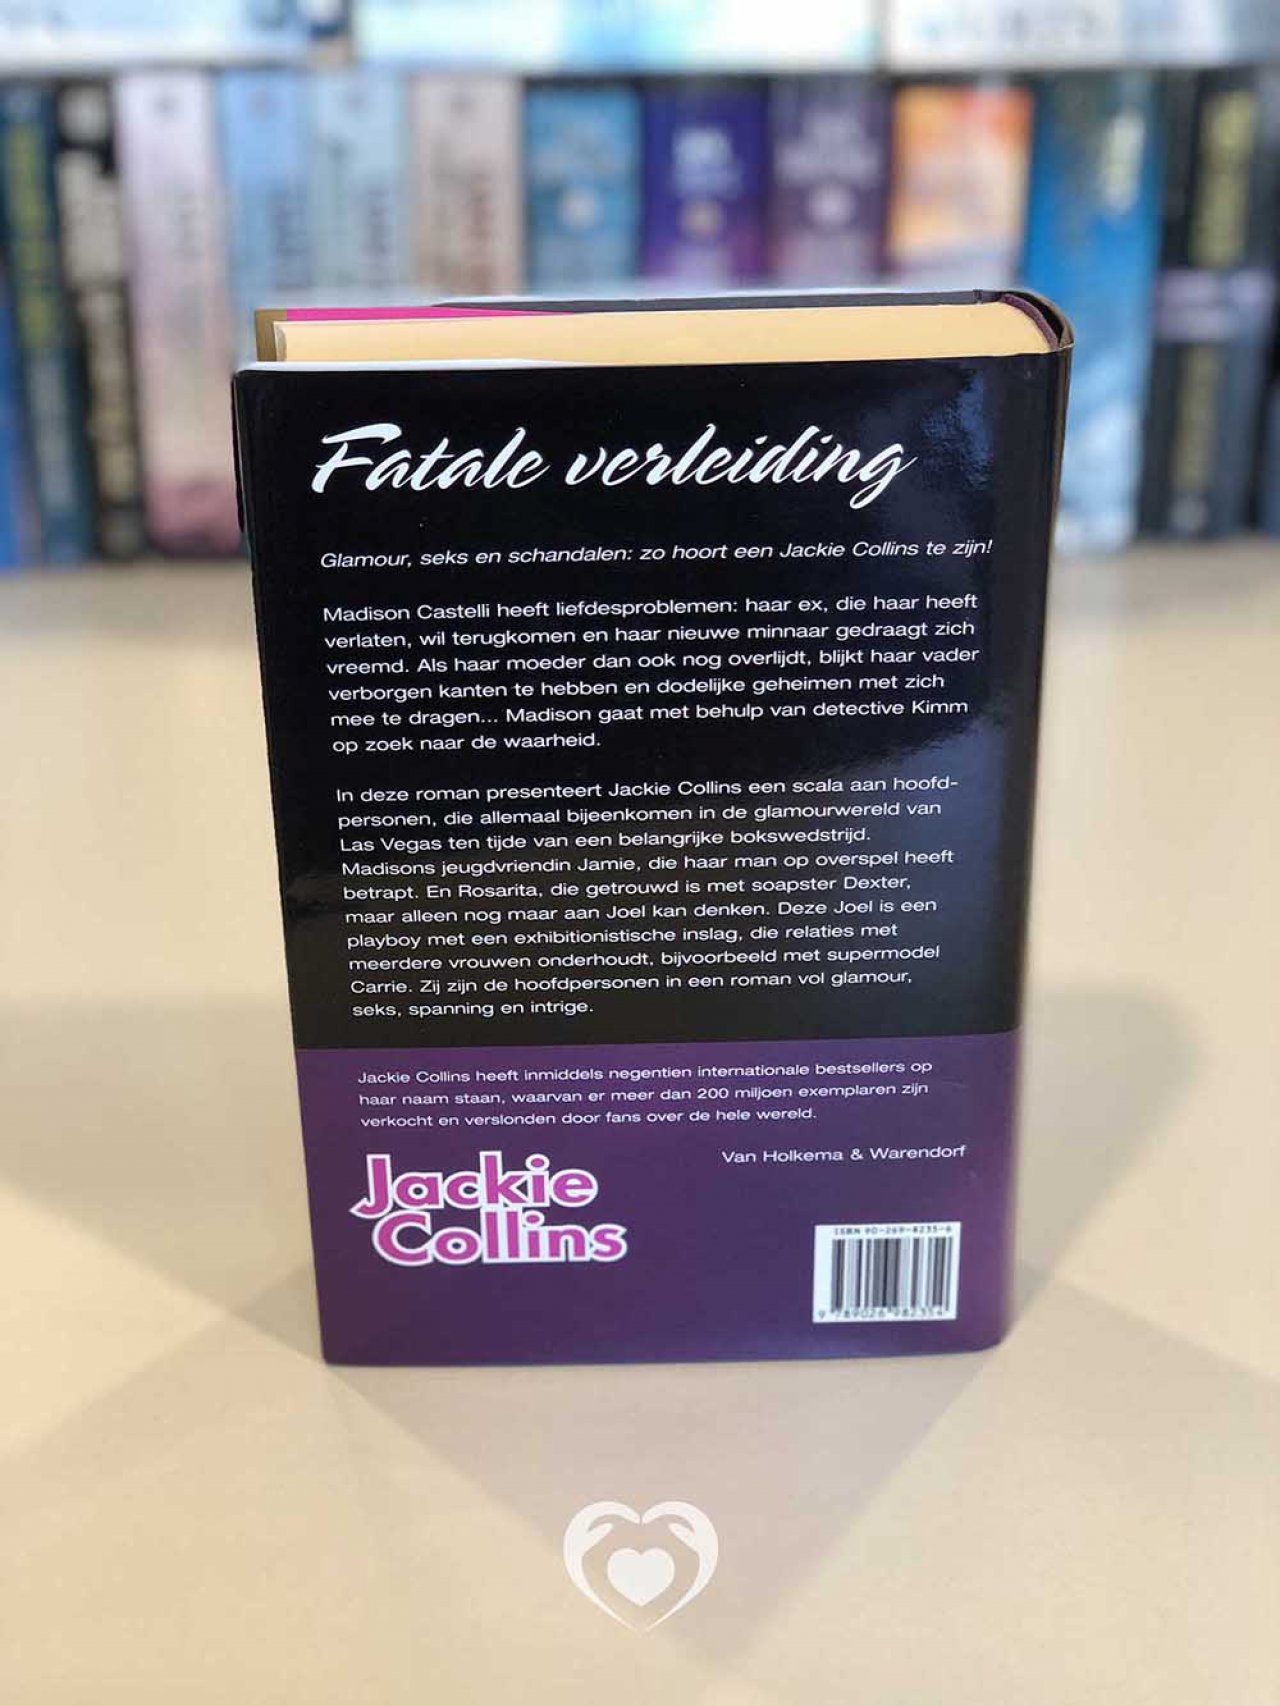 Fatale verleiding
Glamour, seks en schandalen: zo hoort een Jackie Collins te zijn!
Madison Castelli heeft liefdesproblemen: haar ex, die haar heeft
verlaten, wil terugkomen en haar nieuwe minnaar gedraagt zich
vreemd. Als haar moeder dan ook nog overlijdt, blijkt haar vader
verborgen kanten te hebben en dodelijke geheimen met zich
mee te dragen... Madison gaat met behulp van detective Kimm
op zoek naar de waarheid.
In deze roman presenteert Jackie Collins een scala aan hoofd-
personen, die allemaal bijeenkomen in de glamourwereld van
Las Vegas ten tijde van een belangrijke bokswedstrijd.
Madisons jeugdvriendin Jamie, die haar man op overspel heeft
betrapt. En Rosarita, die getrouwd is met soapster Dexter,
maar alleen nog maar aan Joel kan denken. Deze Joel is een
playboy met een exhibitionistische inslag, die relaties met
meerdere vrouwen onderhoudt, bijvoorbeeld met supermodel
Carrie. Zij zijn de hoofdpersonen in een roman vol glamour,
seks, spanning en intrige.
Jackie Collins heeft inmiddels negentien internationale bestsellers op
haar naam staan, waarvan er meer dan 200 miljoen exemplaren zijn
verkocht en verslonden door fans over de hele wereld.
Van Holkema & Warendorf
Jackie
Collins
ISBN 90-269-8235-6
9 789026 982354